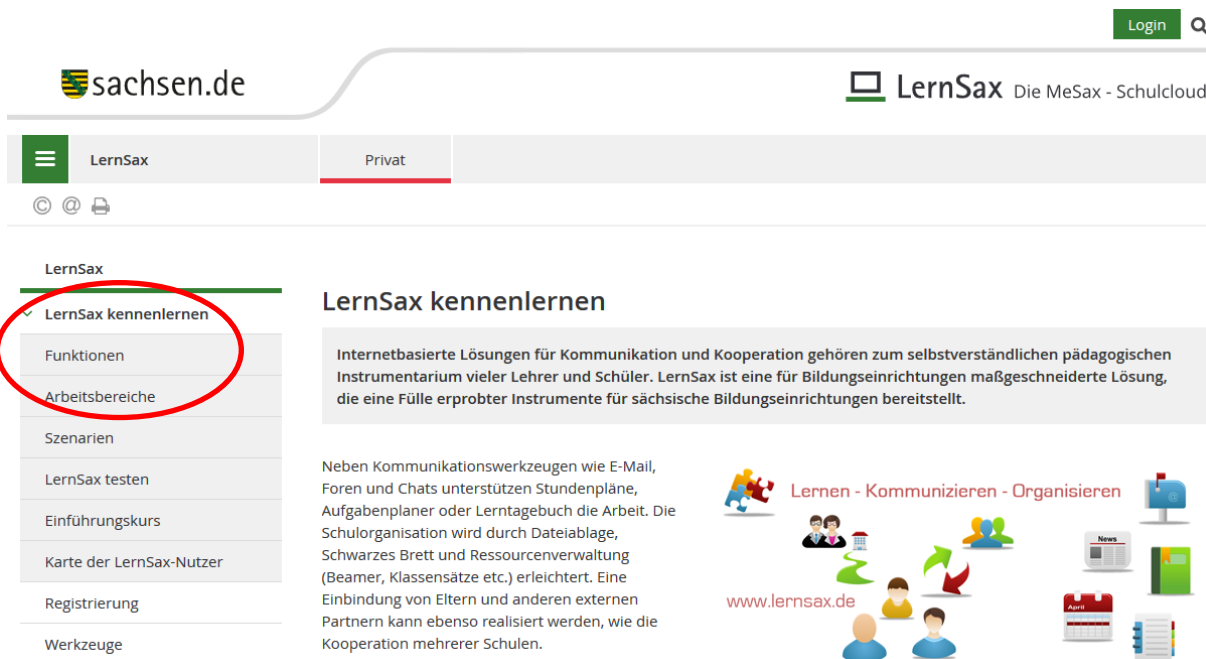 Login
sachsen.de
LernSax Die MeSax - Schulcloud
LernSax
Privat
© @
LernSax
LernSax kennenlernen
Funktionen
Arbeitsbereiche
Szenarien
LernSax testen
Einführungskurs
Karte der LernSax-Nutzer
Registrierung
Werkzeuge
LernSax kennenlernen
Internetbasierte Lösungen für Kommunikation und Kooperation gehören zum selbstverständlichen pädagogischen
Instrumentarium vieler Lehrer und Schüler. LernSax ist eine für Bildungseinrichtungen maßgeschneiderte Lösung,
die eine Fülle erprobter Instrumente für sächsische Bildungseinrichtungen bereitstellt.
Neben Kommunikationswerkzeugen wie E-Mail,
Foren und Chats unterstützen Stundenpläne,
Aufgabenplaner oder Lerntagebuch die Arbeit. Die
Schulorganisation wird durch Dateiablage,
Schwarzes Brett und Ressourcenverwaltung
(Beamer, Klassensätze etc.) erleichtert. Eine
Einbindung von Eltern und anderen externen
Partnern kann ebenso realisiert werden, wie die
Kooperation mehrerer Schulen.
Lernen - Kommunizieren - Organisieren
@
News
www.lernsax.de
April